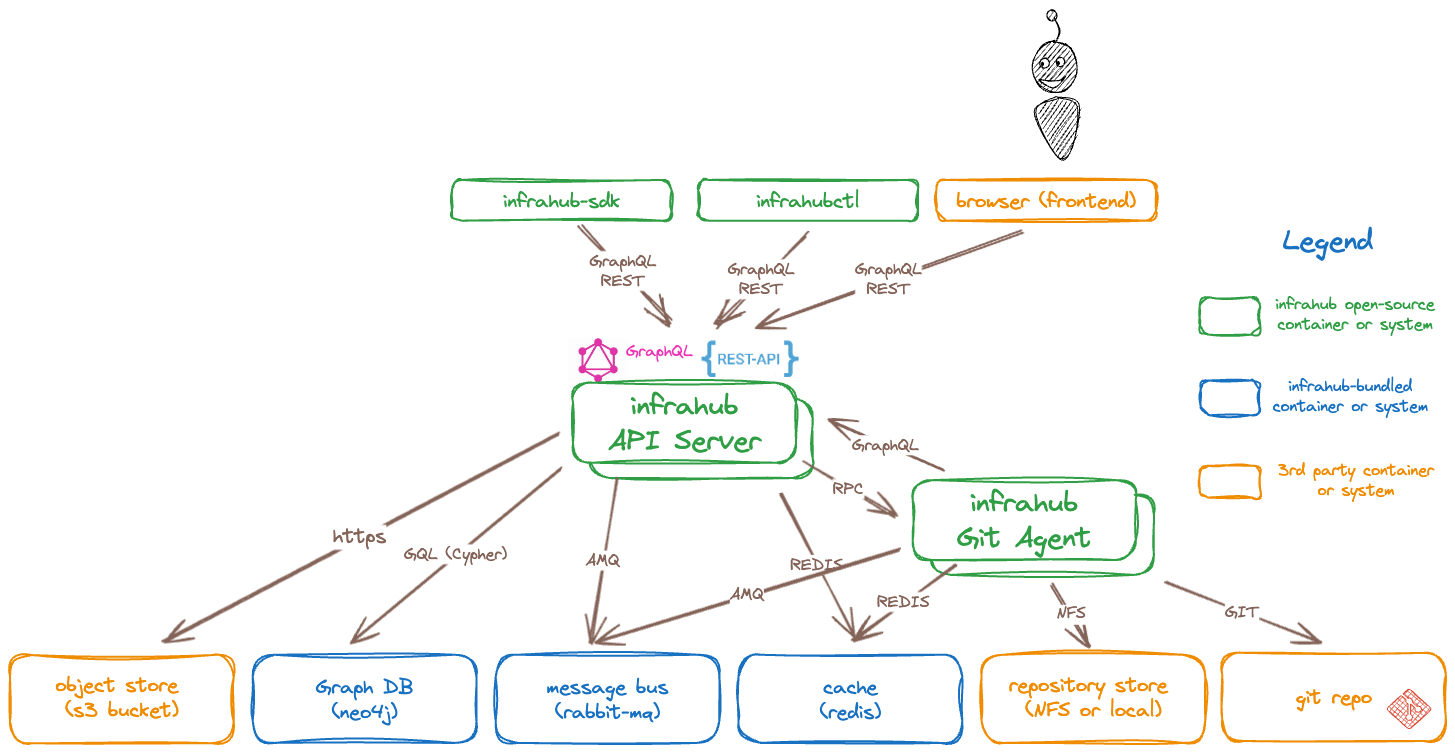 infrahub-sdk
infrahubctl
browser (frontend)
Legend
GraphQL
REST
GraphQL
REST
GraphQL
REST
infrahub open-source
container or system
GraphQL
{REST-API}
infrahub
API Server
infrahub-bundled
container or system
GraphQL
RPC
3rd party container
or system
infrahub
Git Agent
https
GQL (Cypher)
AMQ
REDIS
AMQ
REDIS
NFS
GIT
object store
(s3 bucket)
Graph DB
(neo4j)
message bus
(rabbit-mq)
cache
(redis)
repository store
(NFS or local)
git repo